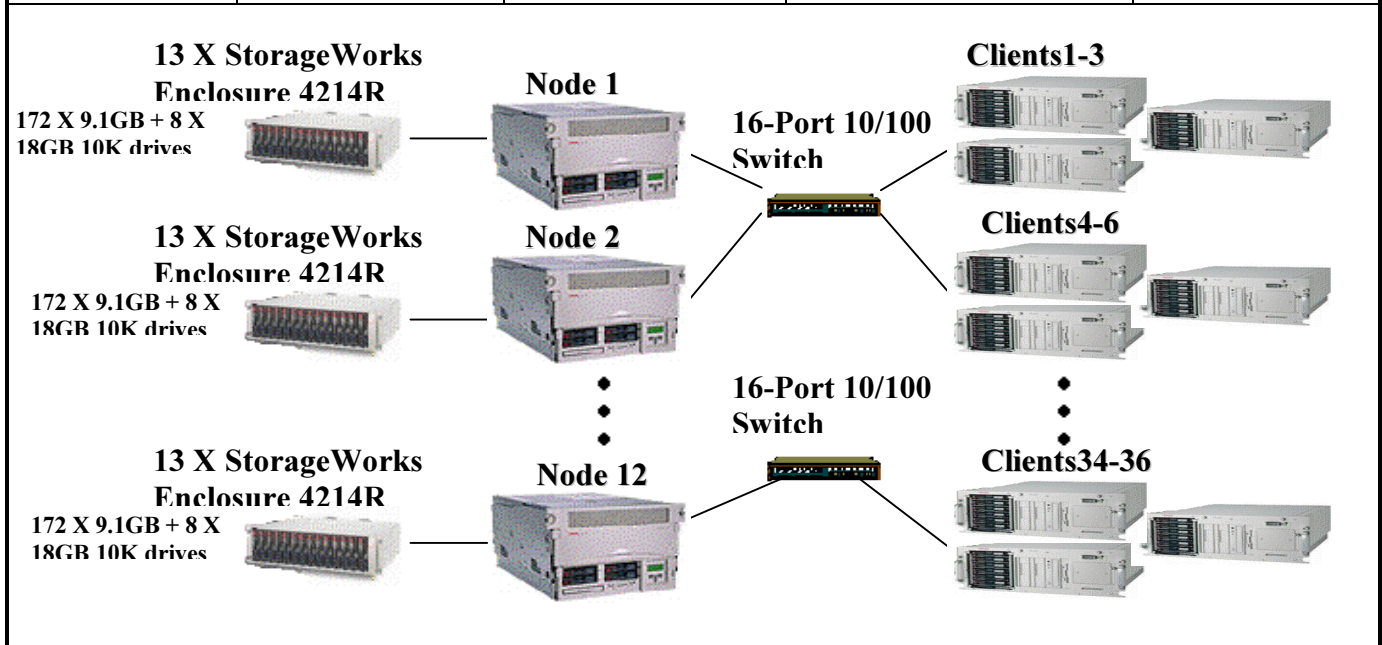 13 X StorageWorks
Enclosure 4214R
172 X 9.1GB + 8 X
18GB 10K drives
Node 1
16-Port 10/100
Switch
Clients1-3
13 X StorageWorks
Enclosure 4214R
172 X 9.1GB + 8 X
18GB 10K drives
Node 2
Clients4-6
16-Port 10/100
Switch
13 X StorageWorks
Enclosure 4214R
172 X 9.1GB + 8 X
18GB 10K drives
Node 12
Clients34-36